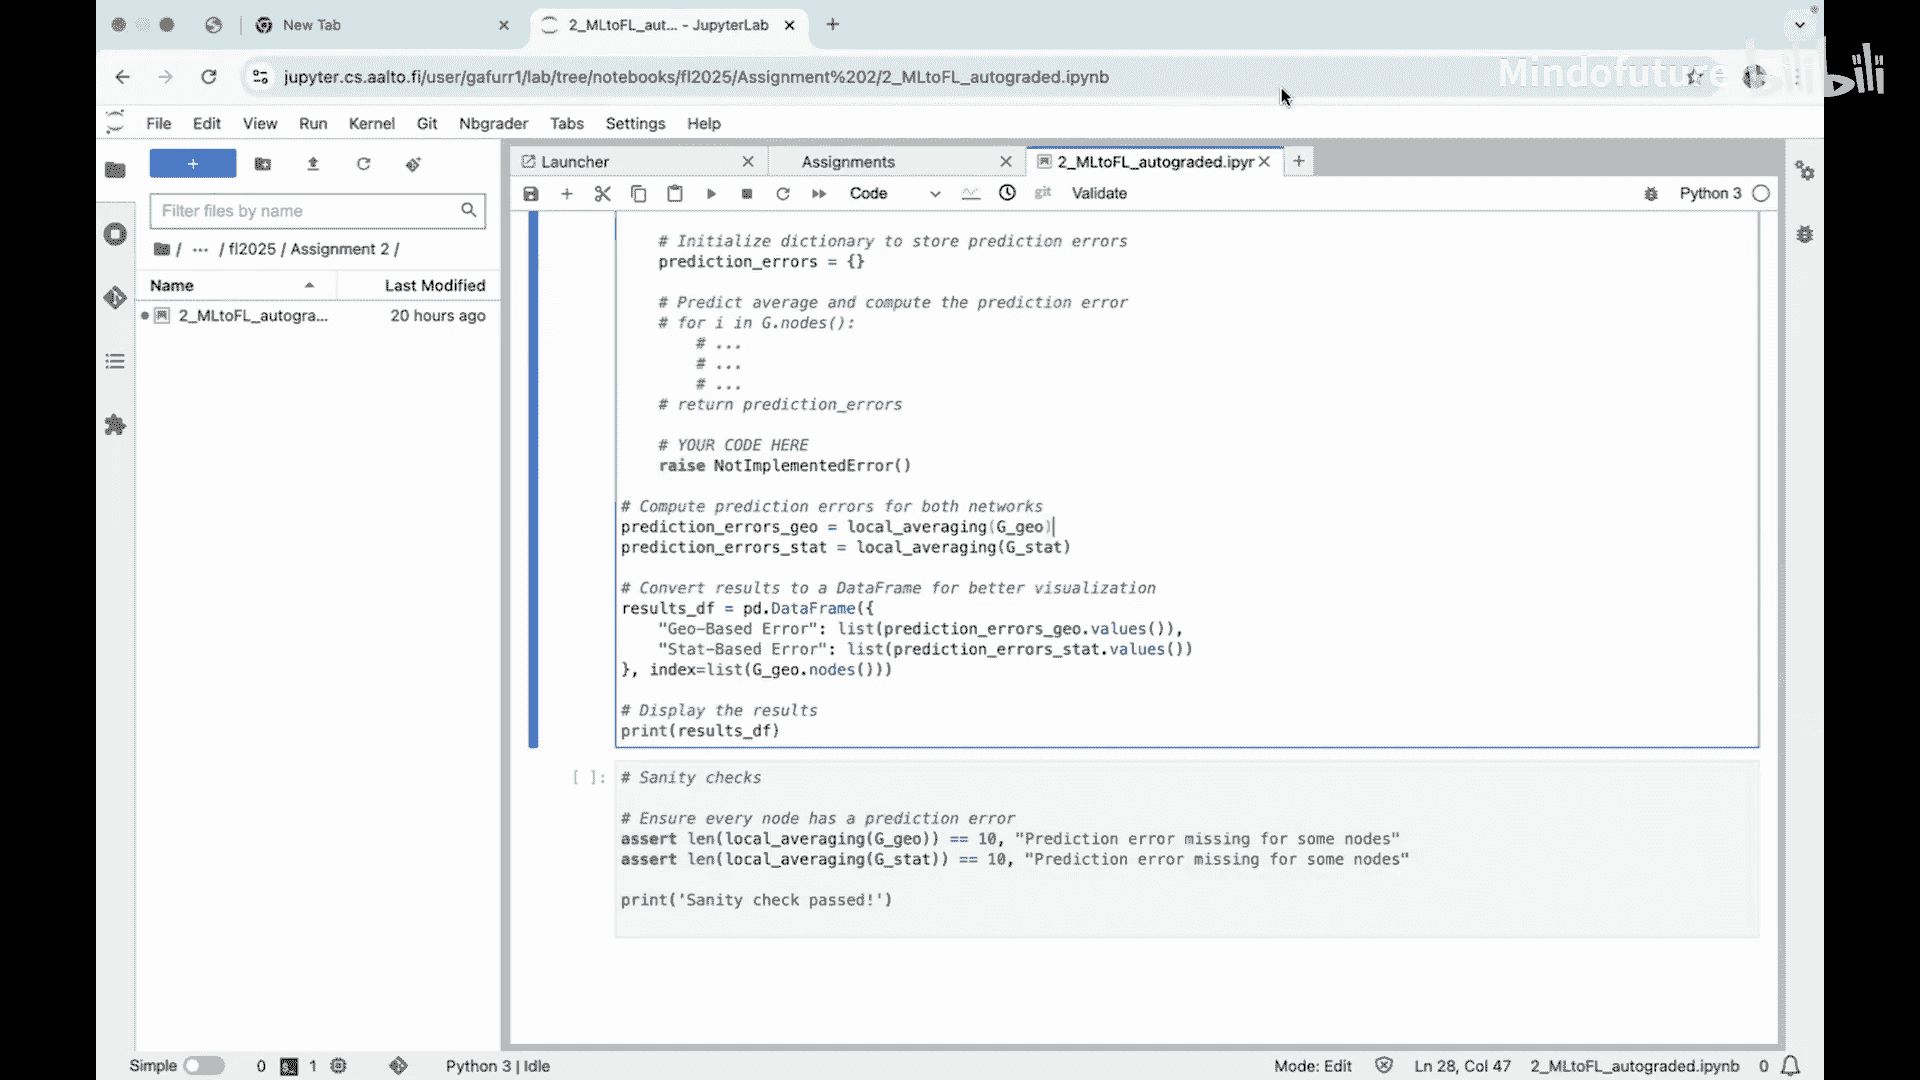 New Tab
2_MLtoFL_aut... - JupyterLab
jupyter.cs.aalto.fi/user/gafurr1/lab/tree/notebooks/fl2025/Assignment%202/2_MLtoFL_autograded.ipynb
Mindofuture
bilibili
File Edit View Run Kernel Git Nbgrader Tabs Settings Help
Launcher
Assignments
2_MLtoFL_autograded.ipyr
Code
git
Validate
Python 3
Filter files by name
/ ... / fl2025 / Assignment 2 /
Name Last Modified
2_MLtoFL_autogra... 20 hours ago
# Initialize dictionary to store prediction errors
prediction_errors = {}
# Predict average and compute the prediction error
# for i in G.nodes():
# ...
# ...
# ...
# return prediction_errors
# YOUR CODE HERE
raise NotImplementedError()
# Compute prediction errors for both networks
prediction_errors_geo = local_averaging(G_geo)
prediction_errors_stat = local_averaging(G_stat)
# Convert results to a DataFrame for better visualization
results_df = pd.DataFrame({
"Geo-Based Error": list(prediction_errors_geo.values()),
"Stat-Based Error": list(prediction_errors_stat.values())
}, index=list(G_geo.nodes()))
# Display the results
print(results_df)
[ ]:
# Sanity checks
# Ensure every node has a prediction error
assert len(local_averaging(G_geo)) == 10, "Prediction error missing for some nodes"
assert len(local_averaging(G_stat)) == 10, "Prediction error missing for some nodes"
print('Sanity check passed!')
Simple 0 1 Python 3 | Idle Mode: Edit Ln 28, Col 47 2_MLtoFL_autograded.ipynb 0